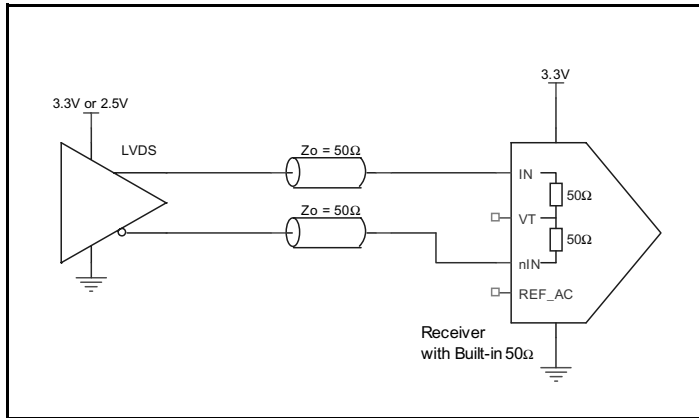 3.3V
3.3V or 2.5V
LVDS
Zo = 50Ω
IN
50Ω
Zo = 50Ω
VT
50Ω
nIN
REF_AC
Receiver
with Built-in 50Ω